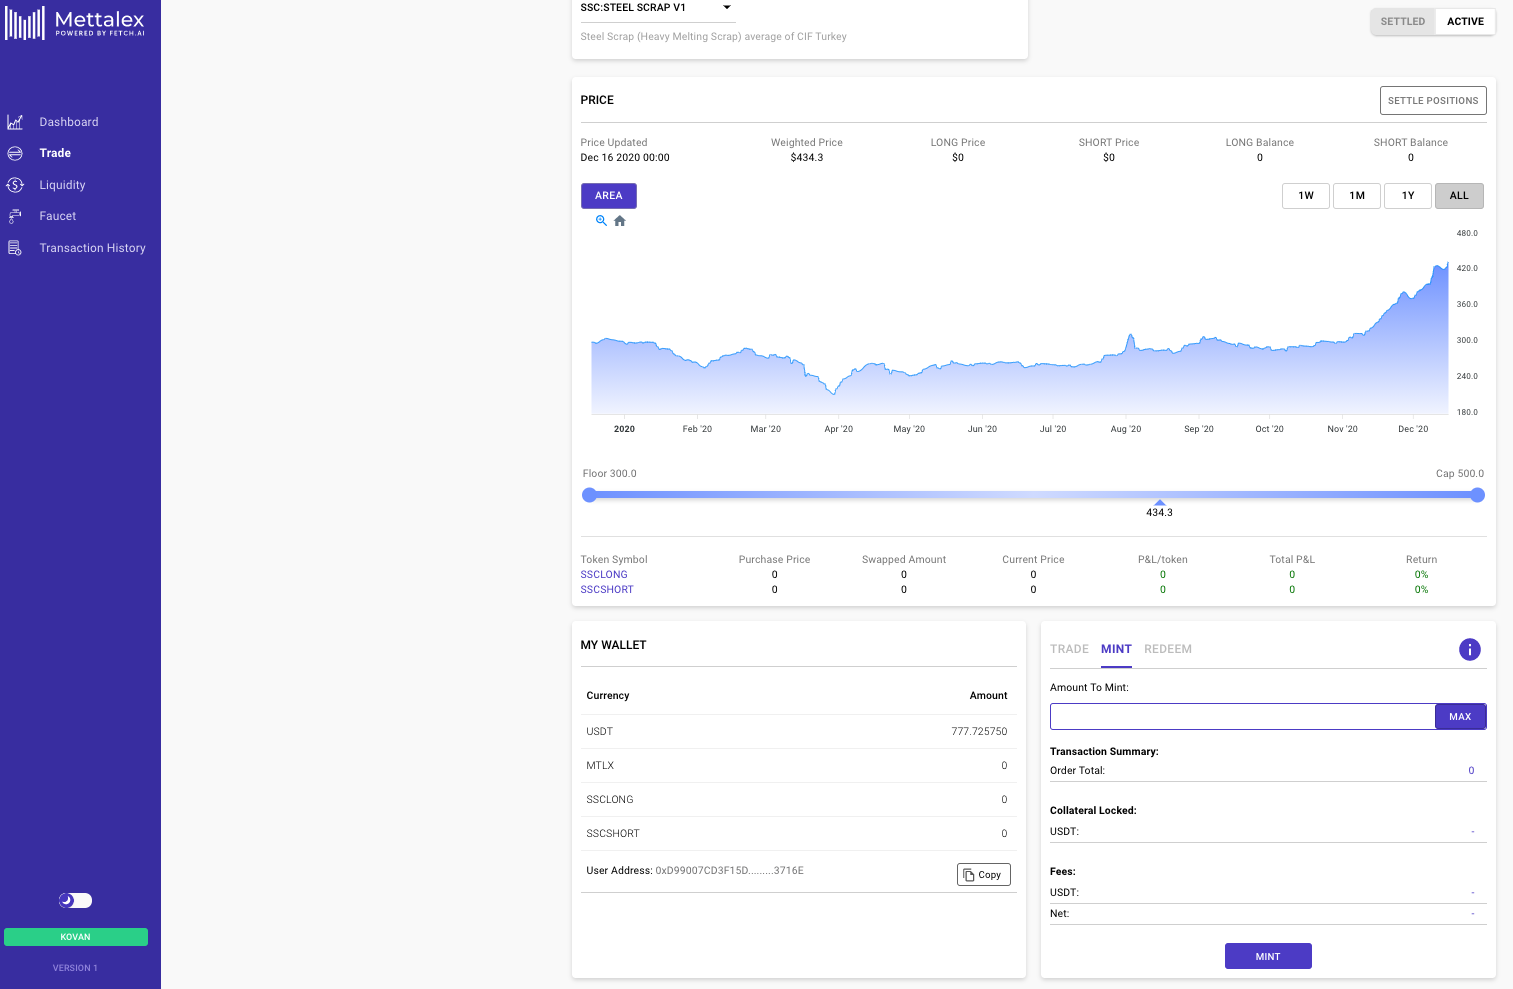 Mettalex
POWERED BY FETCH.AI
Dashboard
Trade
Liquidity
Faucet
Transaction History
KOVAN
VERSION 1
SSC:STEEL SCRAP V1
Steel Scrap (Heavy Melting Scrap) average of CIF Turkey
SETTLED ACTIVE
PRICE
SETTLE POSITIONS
Price Updated Weighted Price LONG Price SHORT Price LONG Balance SHORT Balance
Dec 16 2020 00:00 $434.3 $0 $0 0 0
AREA
1W 1M 1Y ALL
480.0
420.0
360.0
300.0
240.0
180.0
2020 Feb '20 Mar '20 Apr '20 May '20 Jun '20 Jul '20 Aug '20 Sep '20 Oct '20 Nov '20 Dec '20
Floor 300.0 Cap 500.0
434.3
Token Symbol Purchase Price Swapped Amount Current Price P&L/token Total P&L Return
SSCLONG 0 0 0 0 0 0%
SSCSHORT 0 0 0 0 0 0%
MY WALLET
Currency Amount
USDT 777.725750
MTLX 0
SSCLONG 0
SSCSHORT 0
User Address: 0xD99007CD3F15D.........3716E
Copy
TRADE MINT REDEEM
i
Amount To Mint:
MAX
Transaction Summary:
Order Total: 0
Collateral Locked:
USDT: -
Fees:
USDT: -
Net: -
MINT